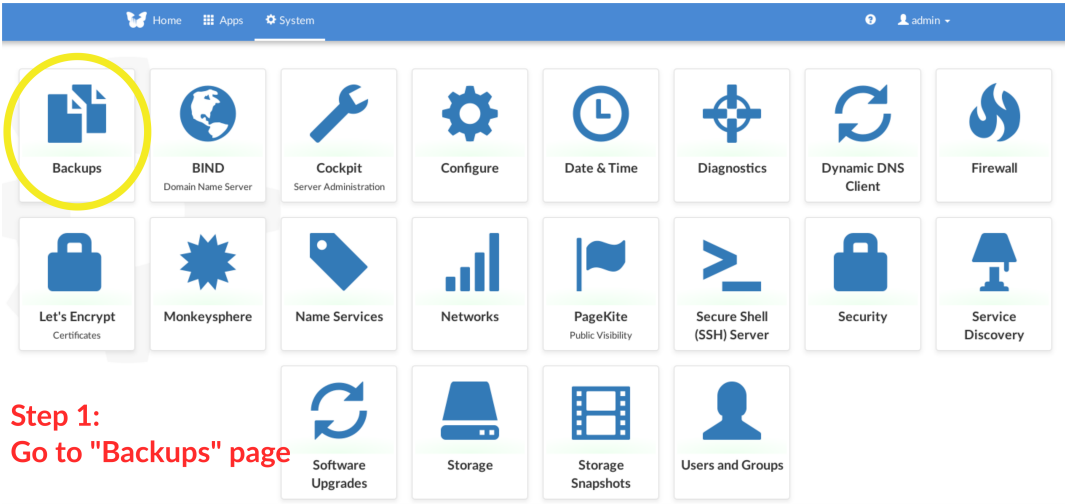 Home Apps System ? admin
Backups
BIND
Domain Name Server
Cockpit
Server Administration
Configure
Date & Time
Diagnostics
Dynamic DNS
Client
Firewall
Let's Encrypt
Certificates
Monkeysphere
Name Services
Networks
PageKite
Public Visibility
>_
Secure Shell
(SSH) Server
Security
Service
Discovery
Step 1:
Go to "Backups" page
Software
Upgrades
Storage
Storage
Snapshots
Users and Groups